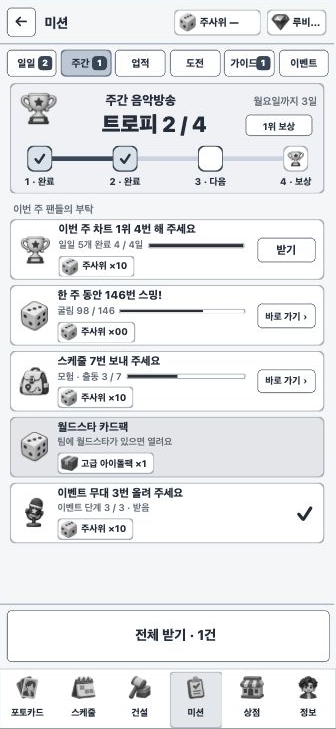 미션
주사위 —
루비...
일일 2
주간 1
업적
도전
가이드 1
이벤트
주간 음악방송
월요일까지 3일
트로피 2 / 4
1위 보상
1 · 완료
2 · 완료
3 · 다음
4 · 보상
이번 주 팬들의 부탁
이번 주 차트 1위 4번 해 주세요
일일 5개 완료 4 / 4일
주사위 ×10
받기
한 주 동안 146번 스밍!
굴림 98 / 146
주사위 ×00
바로 가기 ›
스케줄 7번 보내 주세요
모험 · 출동 3 / 7
주사위 ×10
바로 가기 ›
월드스타 카드팩
팀에 월드스타가 있으면 열려요
고급 아이돌팩 ×1
이벤트 무대 3번 올려 주세요
이벤트 단계 3 / 3 · 받음
주사위 ×10
전체 받기 · 1건
포토카드
스케줄
건설
미션
상점
정보